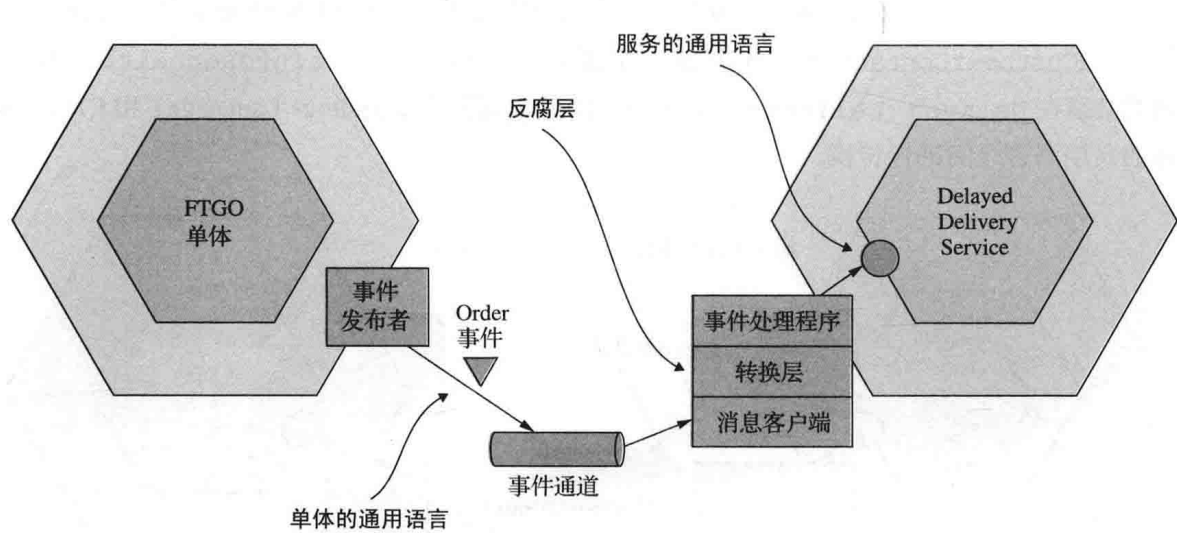 服务的通用语言
反腐层
FTGO
单体
Delayed
Delivery
Service
事件
发布者
Order
事件
事件处理程序
转换层
消息客户端
事件通道
单体的通用语言